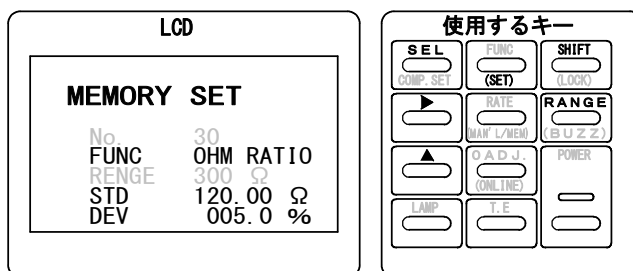 LCD
MEMORY SET
No. 30
FUNC OHM RATIO
RENGE 300 Ω
STD 120.00 Ω
DEV 005.0 %
使用するキー
SEL FUNC SHIFT
COMP.SET (SET) (LOCK)
▶ RATE RANGE
(MAN'L/MEM) (BUZZ)
▲ 0ADJ. POWER
(ONLINE)
LAMP T.E